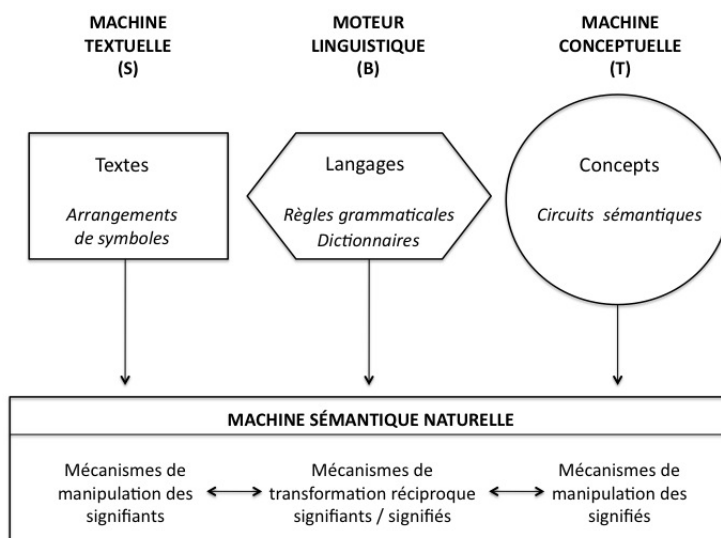 MACHINE
TEXTUELLE
(S)
MOTEUR
LINGUISTIQUE
(B)
MACHINE
CONCEPTUELLE
(T)
Textes
Arrangements
de symboles
Langages
Règles grammaticales
Dictionnaires
Concepts
Circuits sémantiques
MACHINE SÉMANTIQUE NATURELLE
Mécanismes de
manipulation des
signifiants
Mécanismes de
transformation réciproque
signifiants / signifiés
Mécanismes de
manipulation des
signifiés